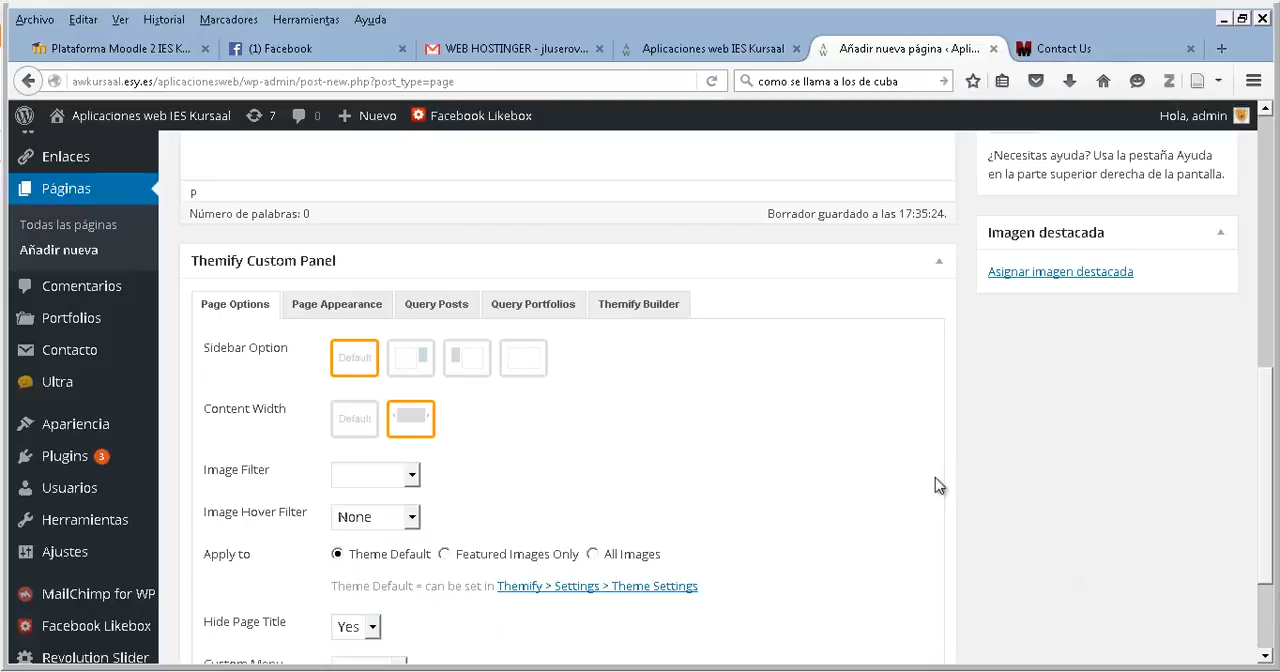 Archivo Editar Ver Historial Marcadores Herramientas Ayuda
Plataforma Moodle 2 IES K... × (1) Facebook × WEB HOSTINGER - jluserov... × Aplicaciones web IES Kursaal × Añadir nueva página ‹ Apli... × Contact Us ×
awkursaal.esy.es/aplicacionesweb/wp-admin/post-new.php?post_type=page como se llama a los de cuba
Aplicaciones web IES Kursaal 7 0 Nuevo Facebook Likebox Hola, admin
Enlaces
Páginas
Todas las páginas
Añadir nueva
Comentarios
Portfolios
Contacto
Ultra
Apariencia
Plugins 3
Usuarios
Herramientas
Ajustes
MailChimp for WP
Facebook Likebox
Revolution Slider
p
Número de palabras: 0 Borrador guardado a las 17:35:24.
Themify Custom Panel
Page Options Page Appearance Query Posts Query Portfolios Themify Builder
Sidebar Option Default
Content Width Default
Image Filter
Image Hover Filter None
Apply to Theme Default Featured Images Only All Images
Theme Default = can be set in Themify > Settings > Theme Settings
Hide Page Title Yes
Custom Menu
¿Necesitas ayuda? Usa la pestaña Ayuda
en la parte superior derecha de la pantalla.
Imagen destacada
Asignar imagen destacada